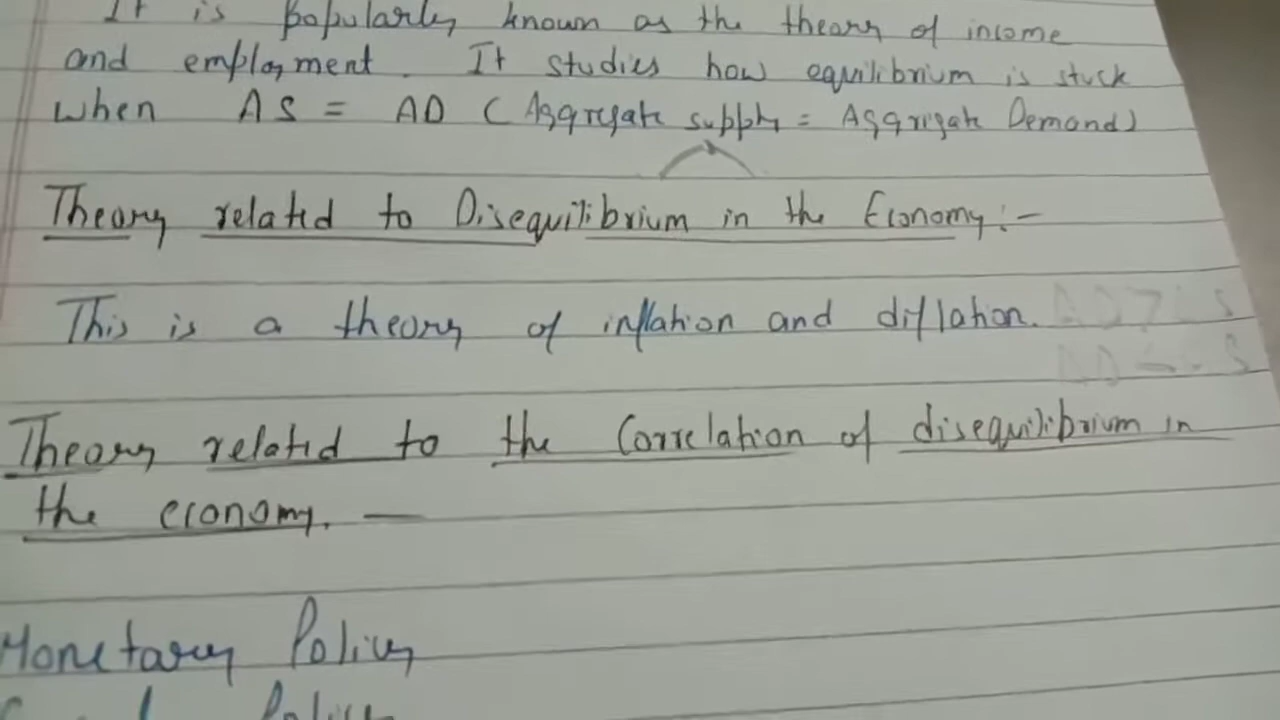 It is popularly known as the theory of income
and employment. It studies how equilibrium is stuck
when AS = AD (Aggregate supply = Aggregate Demand)
Theory related to Disequilibrium in the Economy:-
This is a theory of inflation and diflation.
Theory related to the Correlation of disequilibrium in
the economy. —
Monetary Policy
Policy